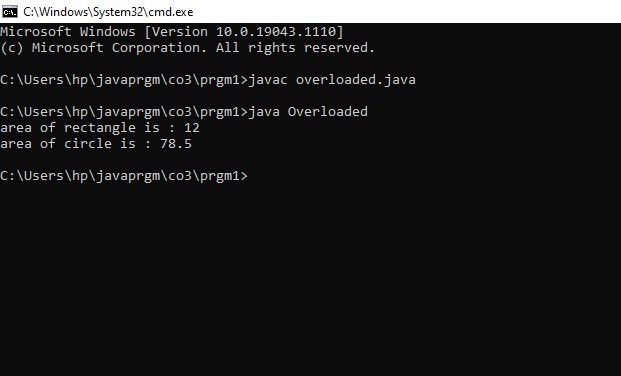 C:\Windows\System32\cmd.exe
Microsoft Windows [Version 10.0.19043.1110]
(c) Microsoft Corporation. All rights reserved.
C:\Users\hp\javaprgm\co3\prgm1>javac overloaded.java
C:\Users\hp\javaprgm\co3\prgm1>java Overloaded
area of rectangle is : 12
area of circle is : 78.5
C:\Users\hp\javaprgm\co3\prgm1>